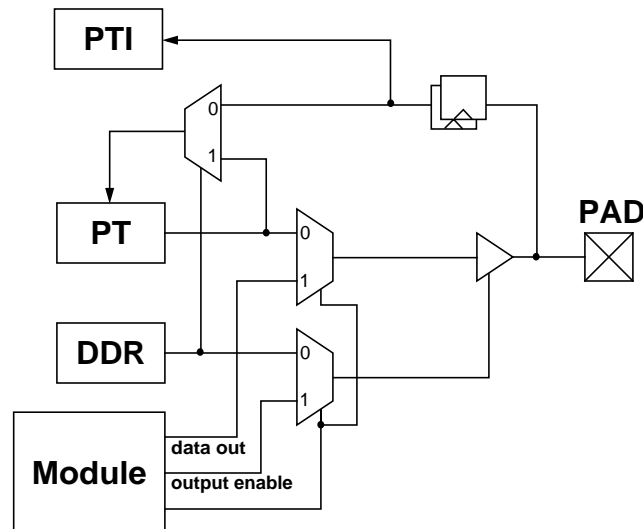 PTI
0
1
PAD
PT
0
1
DDR
0
1
data out
Module
output enable